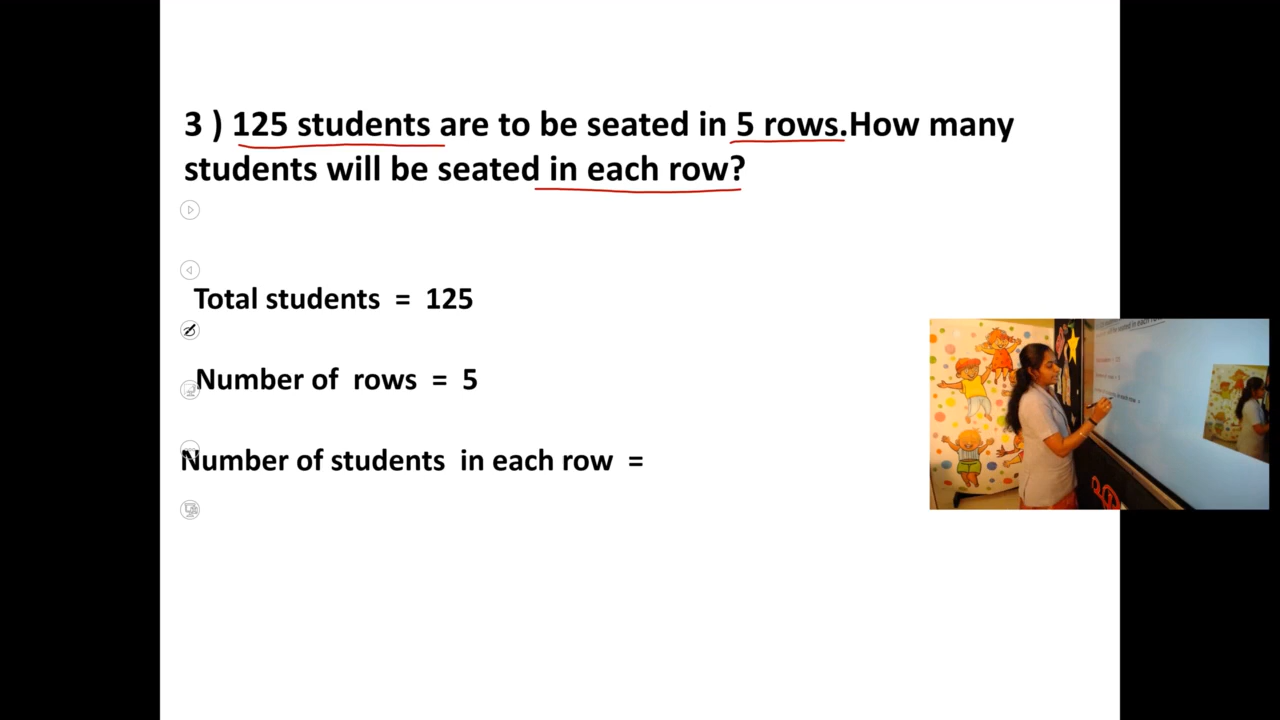 3 ) 125 students are to be seated in 5 rows.How many
students will be seated in each row?
Total students = 125
Number of rows = 5
Number of students in each row =